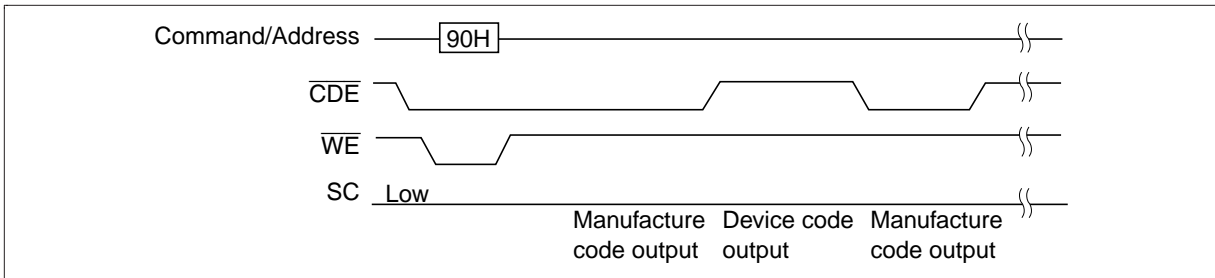 Command/Address 90H
CDE
WE
SC Low
Manufacture Device code Manufacture
code output output code output